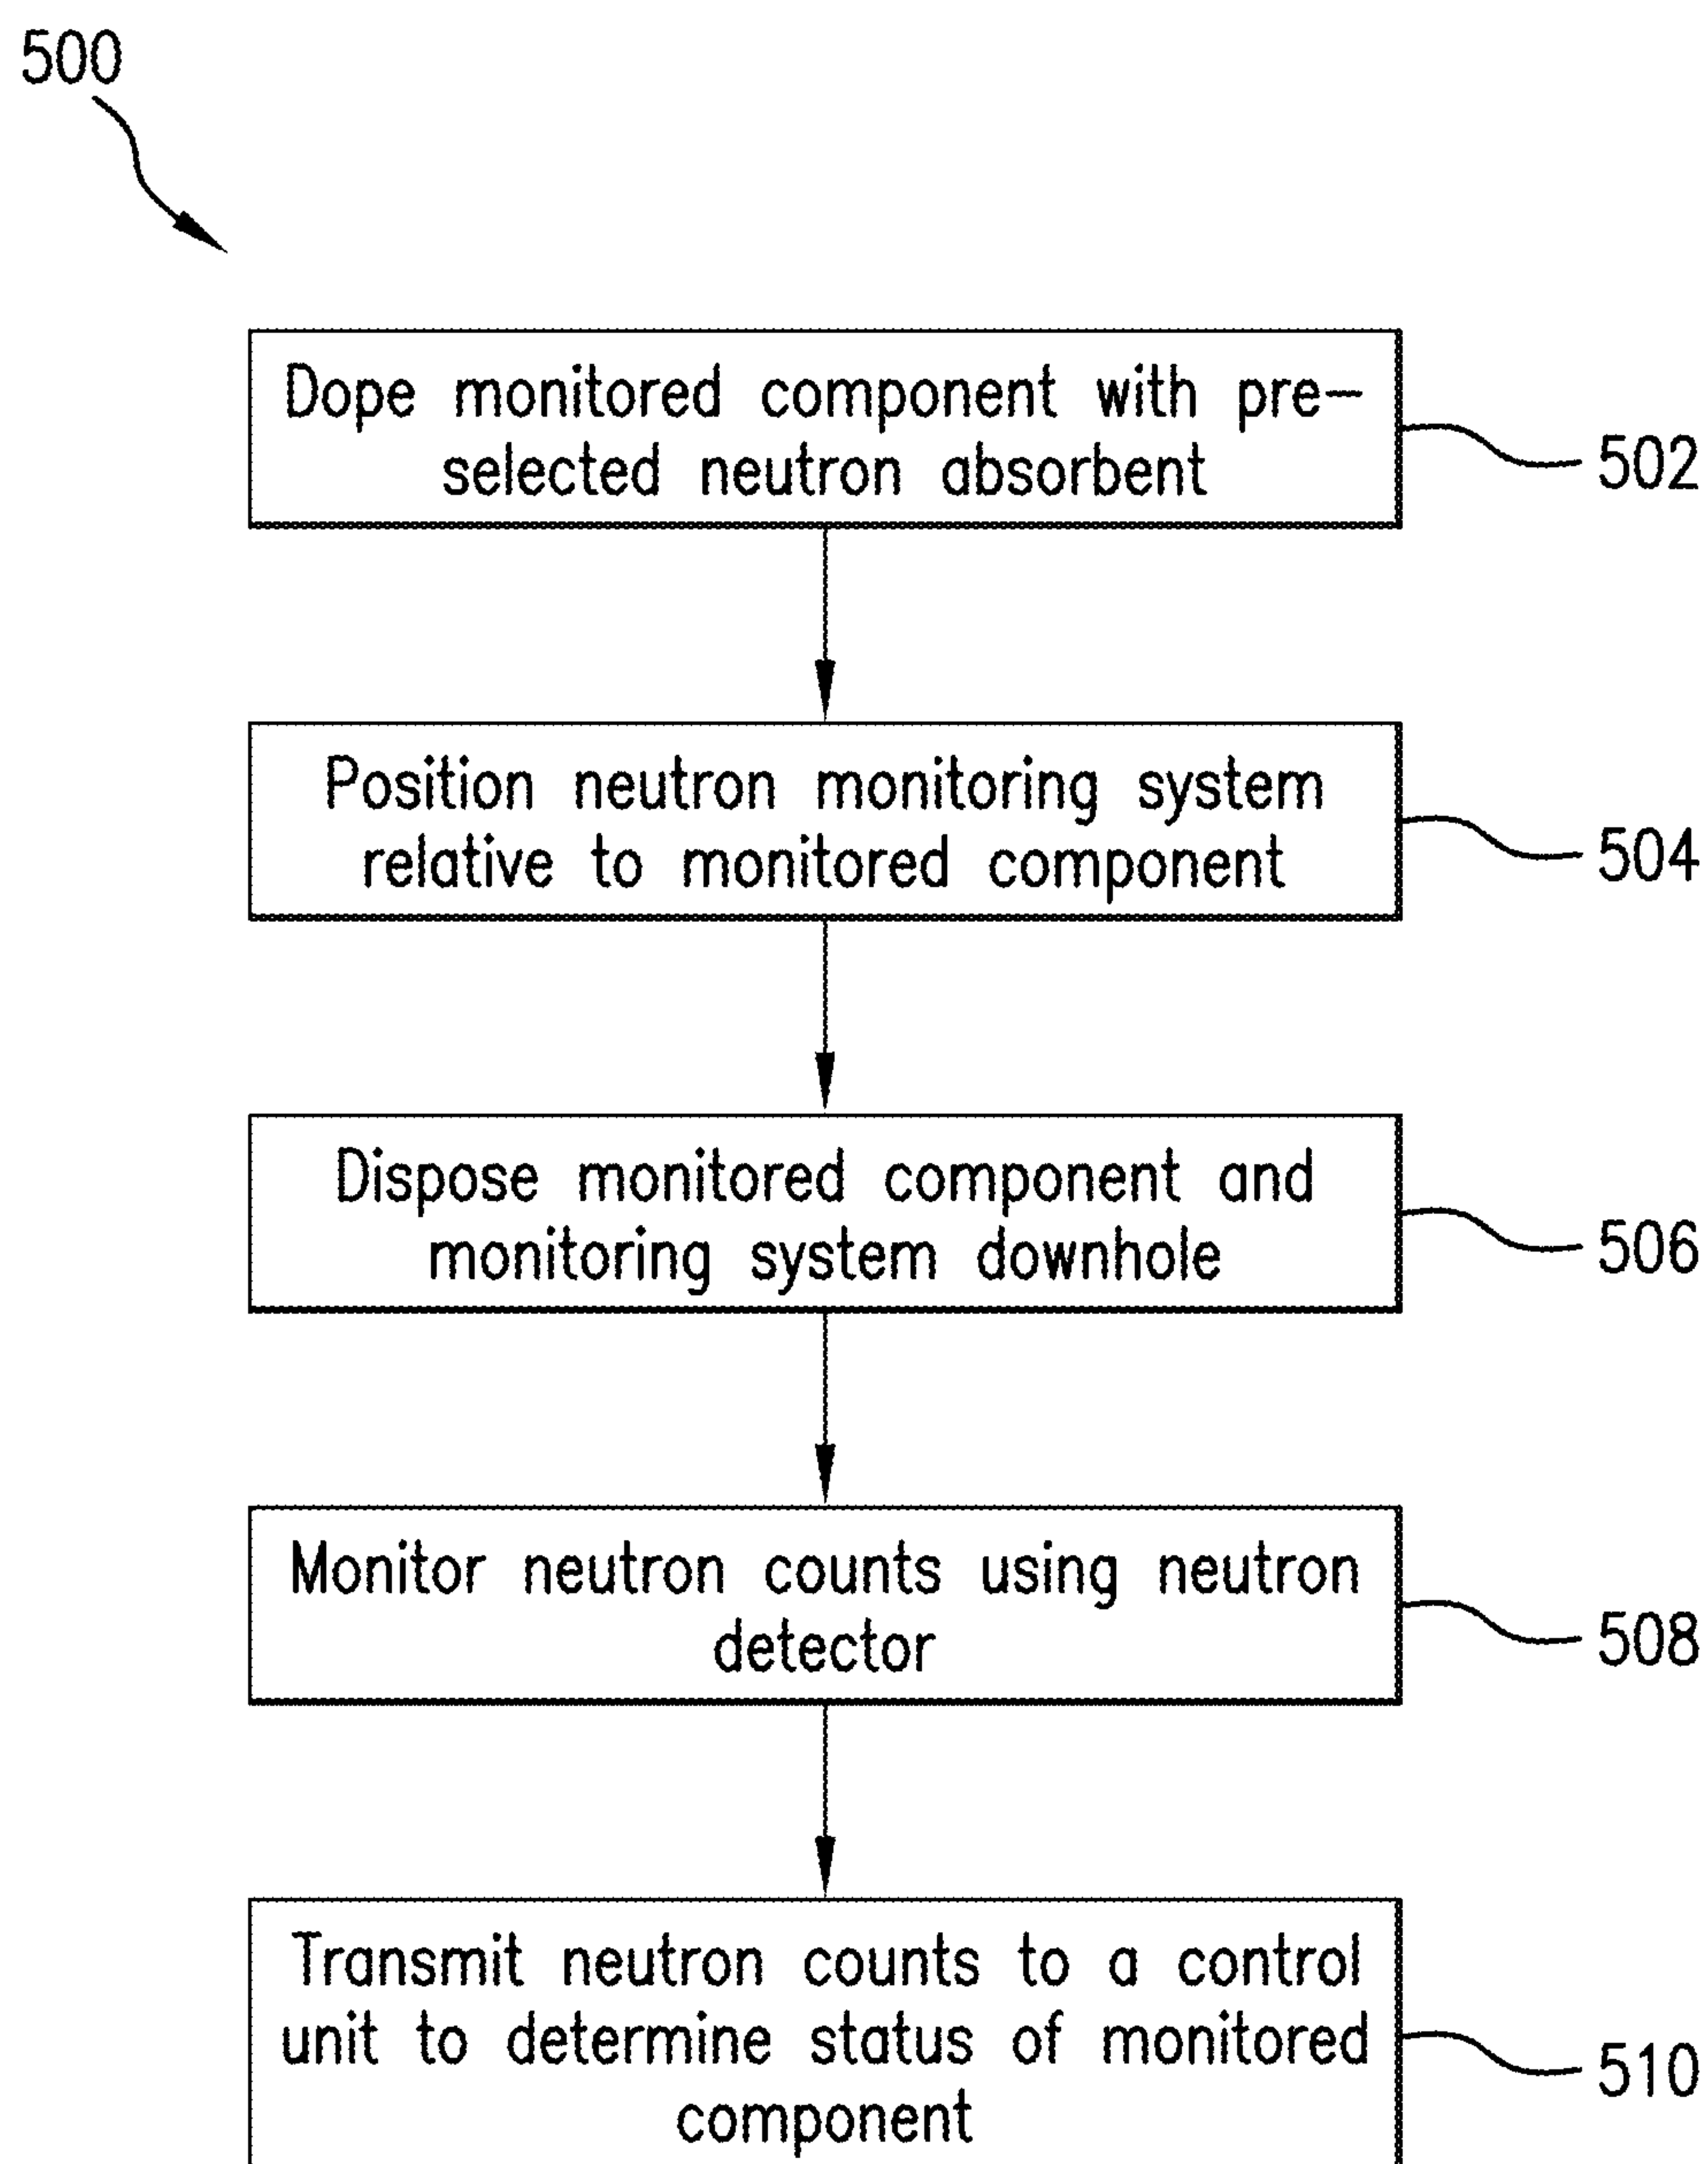 500
Dope monitored component with pre-
selected neutron absorbent
502
Position neutron monitoring system
relative to monitored component
504
Dispose monitored component and
monitoring system downhole
506
Monitor neutron counts using neutron
detector
508
Transmit neutron counts to a control
unit to determine status of monitored
component
510